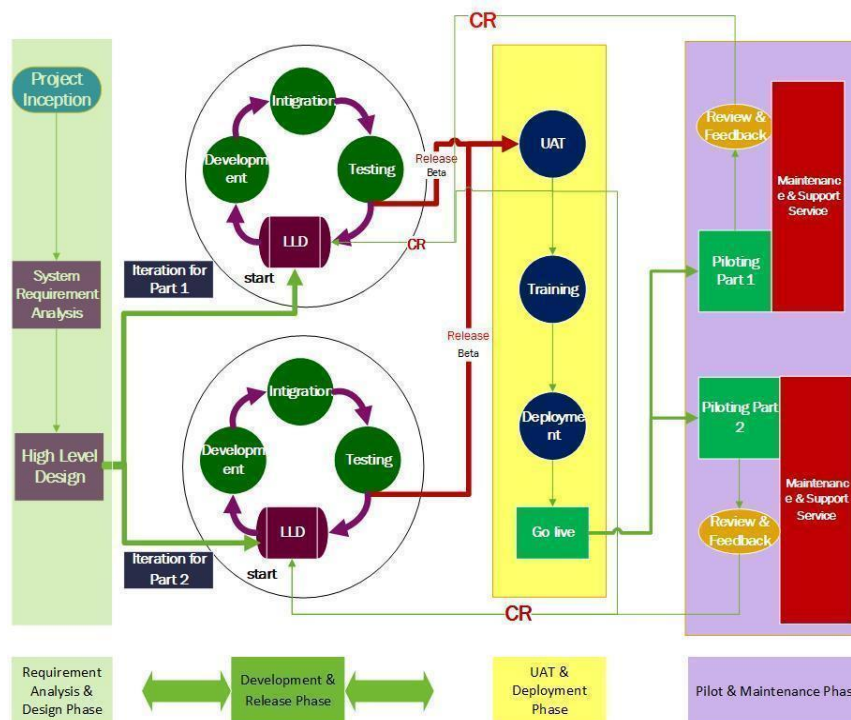 CR
Project
Inception
System
Requirement
Analysis
High Level
Design
Intigration.
Developm
ent
Testing
LLD
start
Iteration for
Part 1
Release
Beta
CR
Intigration.
Developm
ent
Testing
LLD
start
Iteration for
Part 2
Release
Beta
UAT
Training
Deployme
nt
Go live
CR
Review &
Feedback
Maintenanc
e & Support
Service
Piloting
Part 1
Piloting Part
2
Review &
Feedback
Maintenanc
e & Support
Service
Requirement
Analysis &
Design Phase
Development &
Release Phase
UAT &
Deployment
Phase
Pilot & Maintenance Phas